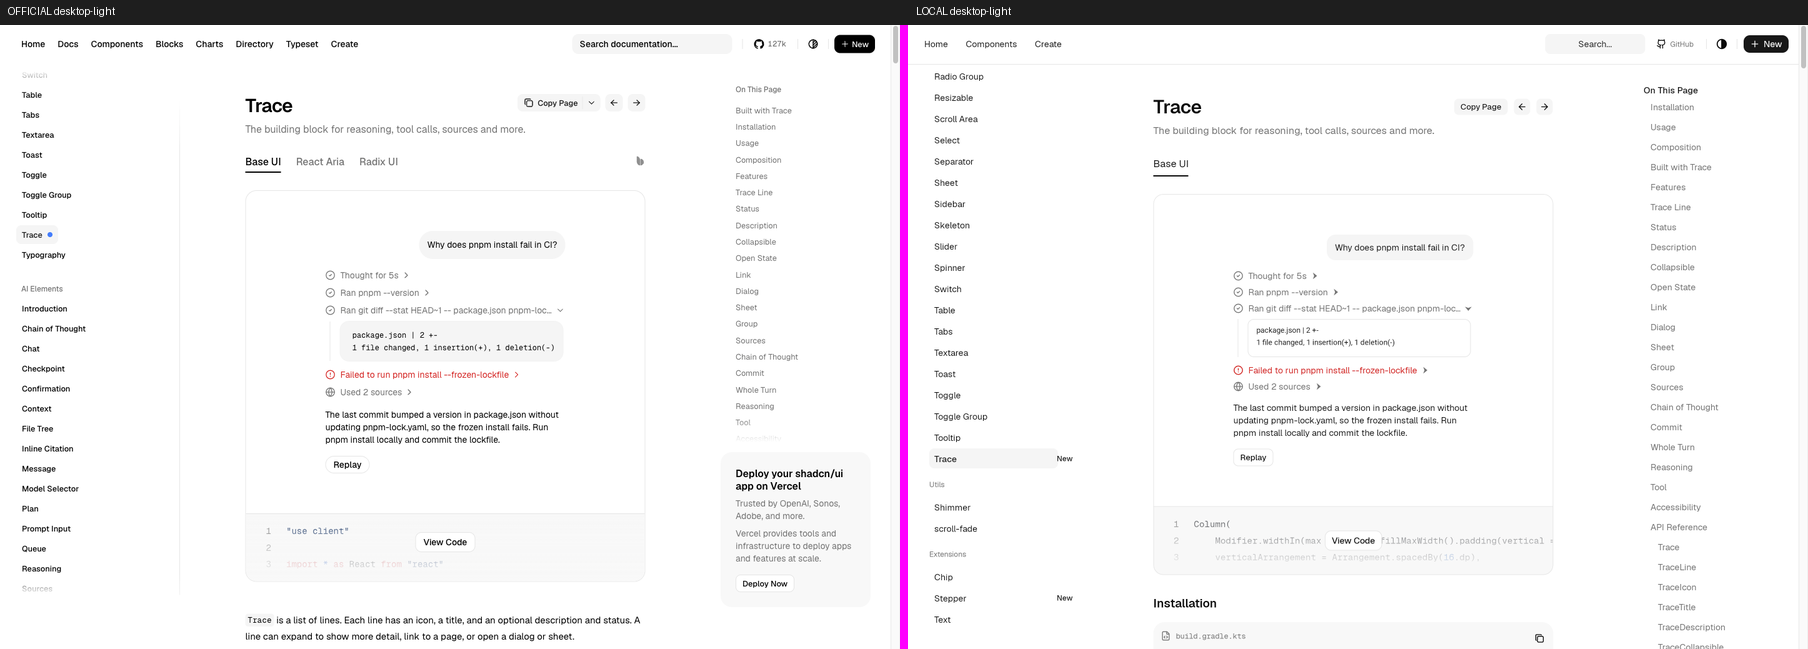 OFFICIAL desktop-light
Home Docs Components Blocks Charts Directory Typeset Create
Search documentation...
127k
+ New
Switch
Table
Tabs
Textarea
Toast
Toggle
Toggle Group
Tooltip
Trace
Typography
AI Elements
Introduction
Chain of Thought
Chat
Checkpoint
Confirmation
Context
File Tree
Inline Citation
Message
Model Selector
Plan
Prompt Input
Queue
Reasoning
Sources
Trace
Copy Page
The building block for reasoning, tool calls, sources and more.
Base UI React Aria Radix UI
Why does pnpm install fail in CI?
Thought for 5s
Ran pnpm --version
Ran git diff --stat HEAD~1 -- package.json pnpm-loc...
package.json | 2 +-
1 file changed, 1 insertion(+), 1 deletion(-)
Failed to run pnpm install --frozen-lockfile
Used 2 sources
The last commit bumped a version in package.json without
updating pnpm-lock.yaml, so the frozen install fails. Run
pnpm install locally and commit the lockfile.
Replay
1 "use client"
2
View Code
3 import * as React from "react"
Trace is a list of lines. Each line has an icon, a title, and an optional description and status. A
line can expand to show more detail, link to a page, or open a dialog or sheet.
On This Page
Built with Trace
Installation
Usage
Composition
Features
Trace Line
Status
Description
Collapsible
Open State
Link
Dialog
Sheet
Group
Sources
Chain of Thought
Commit
Whole Turn
Reasoning
Tool
Accessibility
Deploy your shadcn/ui
app on Vercel
Trusted by OpenAI, Sonos,
Adobe, and more.
Vercel provides tools and
infrastructure to deploy apps
and features at scale.
Deploy Now
LOCAL desktop-light
Home Components Create
Search...
GitHub
+ New
Radio Group
Resizable
Scroll Area
Select
Separator
Sheet
Sidebar
Skeleton
Slider
Spinner
Switch
Table
Tabs
Textarea
Toast
Toggle
Toggle Group
Tooltip
Trace New
Utils
Shimmer
scroll-fade
Extensions
Chip
Stepper New
Text
Trace
Copy Page
The building block for reasoning, tool calls, sources and more.
Base UI
Why does pnpm install fail in CI?
Thought for 5s
Ran pnpm --version
Ran git diff --stat HEAD~1 -- package.json pnpm-loc...
package.json | 2 +-
1 file changed, 1 insertion(+), 1 deletion(-)
Failed to run pnpm install --frozen-lockfile
Used 2 sources
The last commit bumped a version in package.json without
updating pnpm-lock.yaml, so the frozen install fails. Run
pnpm install locally and commit the lockfile.
Replay
1 Column(
2 Modifier.widthIn(max View Code fillMaxWidth().padding(vertical =
3 verticalArrangement = Arrangement.spacedBy(16.dp),
Installation
build.gradle.kts
On This Page
Installation
Usage
Composition
Built with Trace
Features
Trace Line
Status
Description
Collapsible
Open State
Link
Dialog
Sheet
Group
Sources
Chain of Thought
Commit
Whole Turn
Reasoning
Tool
Accessibility
API Reference
Trace
TraceLine
TraceIcon
TraceTitle
TraceDescription
TraceCollapsible